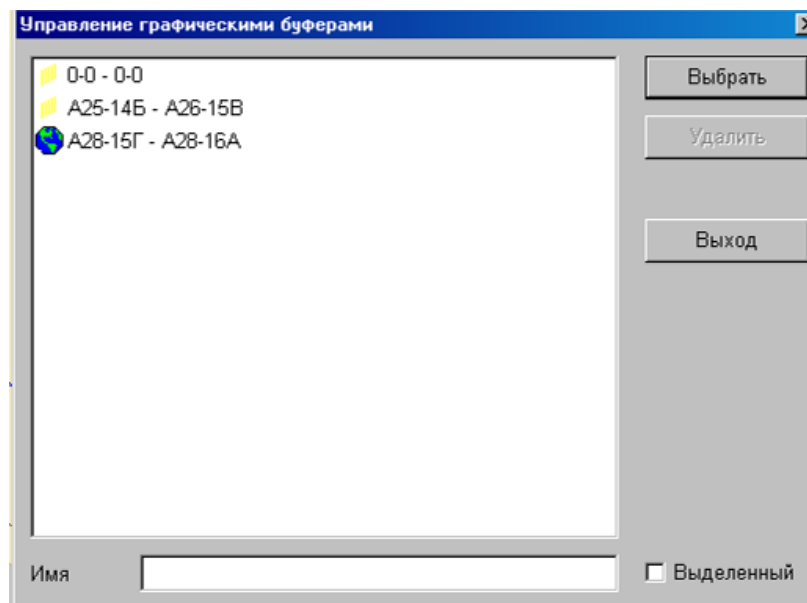 Управление графическими буферами
0-0 - 0-0
А25-14Б - А26-15В
А28-15Г - А28-16А
Выбрать
Удалить
Выход
Имя
Выделенный